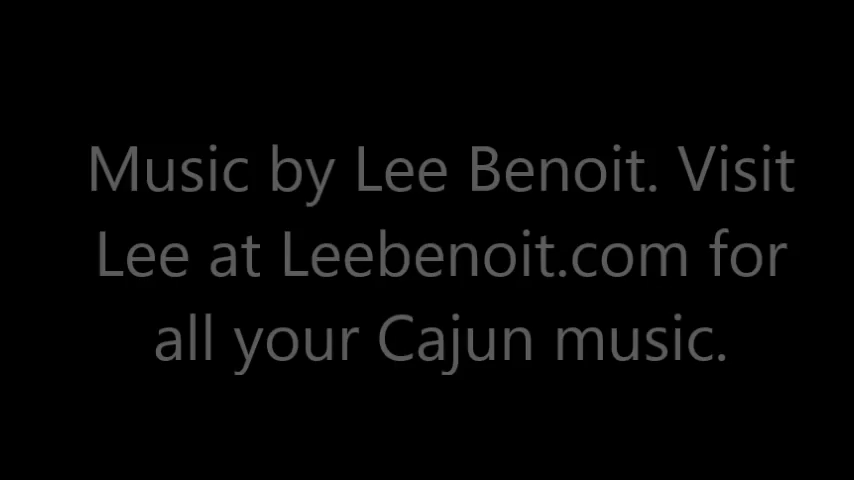 Music by Lee Benoit. Visit
Lee at Leebenoit.com for
all your Cajun music.